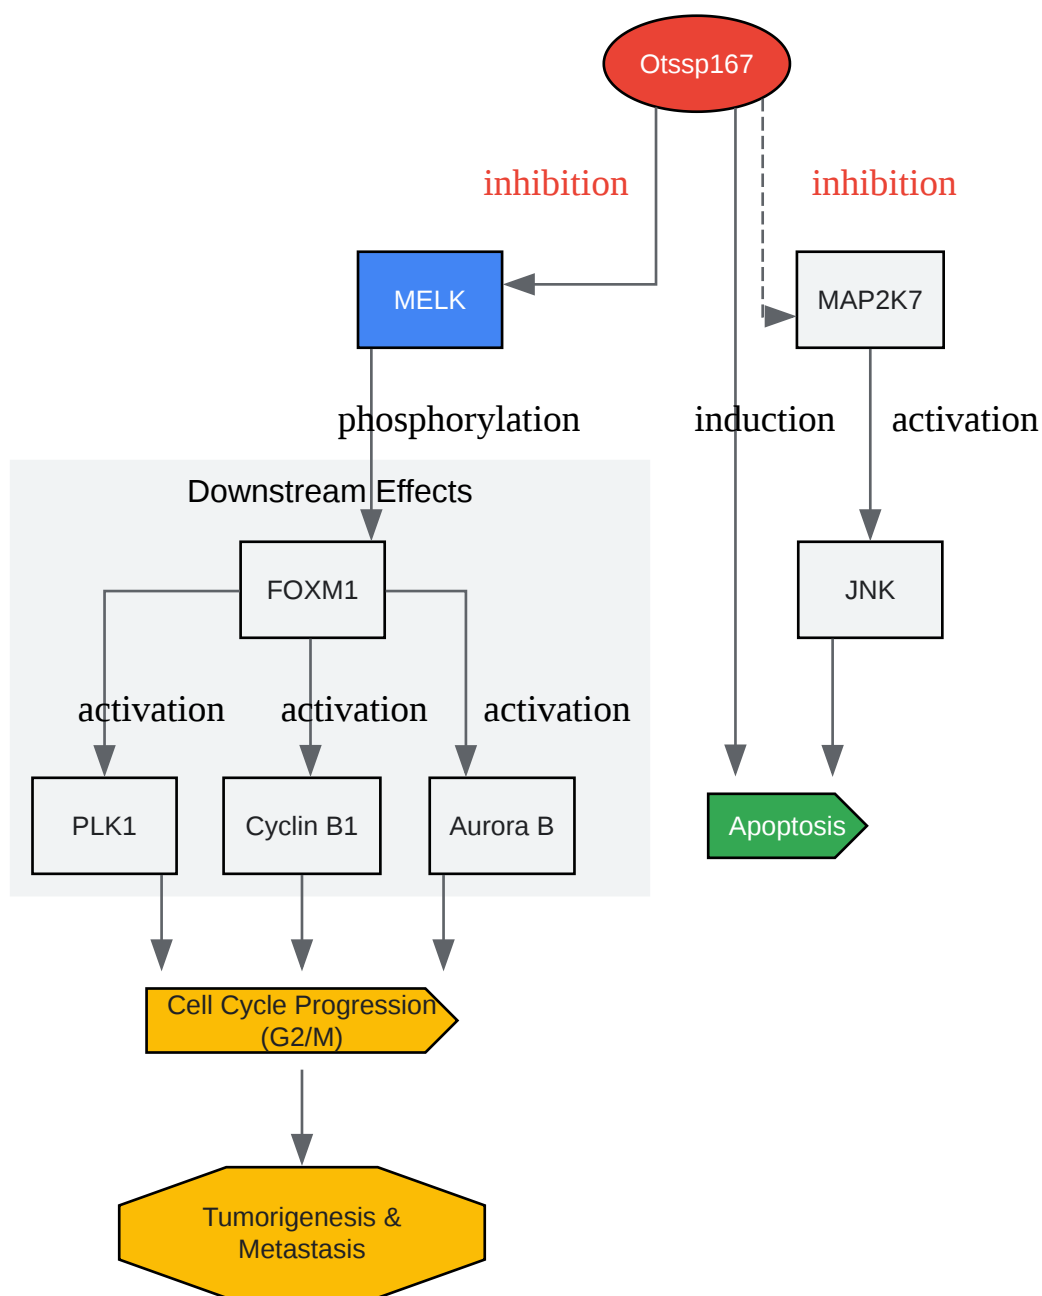 Otssp167
inhibition
inhibition
MELK
MAP2K7
phosphorylation
induction
activation
Downstream Effects
FOXM1
JNK
activation
activation
activation
PLK1
Cyclin B1
Aurora B
Apoptosis
Cell Cycle Progression
(G2/M)
Tumorigenesis &
Metastasis